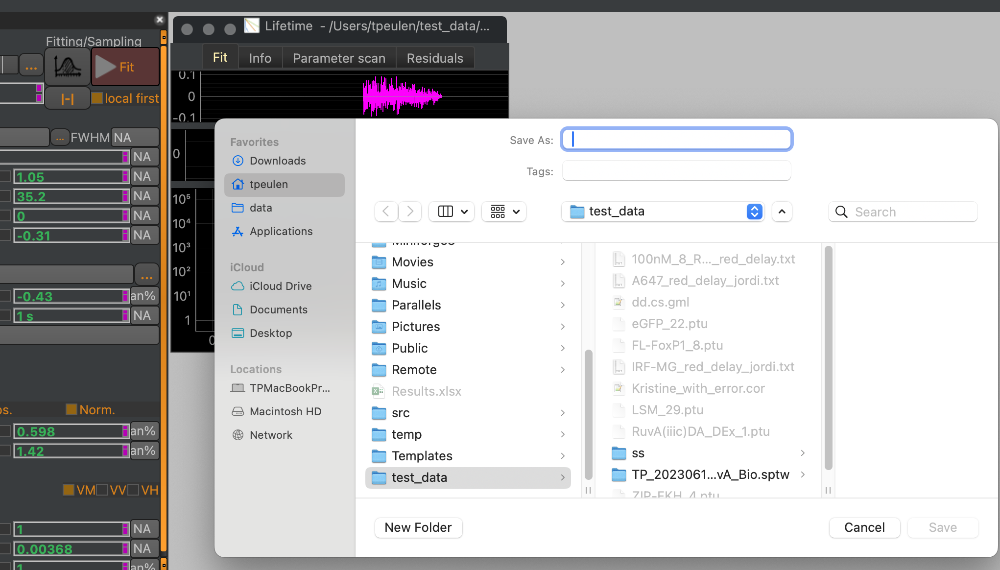 Fitting/Sampling
...
Fit
|-|
local first
...
FWHM
NA
NA
1.05
NA
35.2
NA
0
NA
-0.31
NA
...
-0.43
an%
1 s
NA
os.
Norm.
0.598
an%
1.42
an%
VM
VV
VH
1
NA
0.00368
NA
1
an%
Lifetime - /Users/tpeulen/test_data/...
Fit
Info
Parameter scan
Residuals
0.1
0
-0.1
0
10⁵
10⁴
10³
10²
10¹
1
0
Favorites
Downloads
tpeulen
data
Applications
iCloud
iCloud Drive
Documents
Desktop
Locations
TPMacBookPr...
Macintosh HD
Network
Save As:
Tags:
test_data
Search
Miniforge3
Movies
Music
Parallels
Pictures
Public
Remote
Results.xlsx
src
temp
Templates
test_data
100nM_8_R..._red_delay.txt
A647_red_delay_jordi.txt
dd.cs.gml
eGFP_22.ptu
FL-FoxP1_8.ptu
IRF-MG_red_delay_jordi.txt
Kristine_with_error.cor
LSM_29.ptu
RuvA(iiic)DA_DEx_1.ptu
ss
TP_2023061...vA_Bio.sptw
ZIP-FKH_4.ptu
New Folder
Cancel
Save